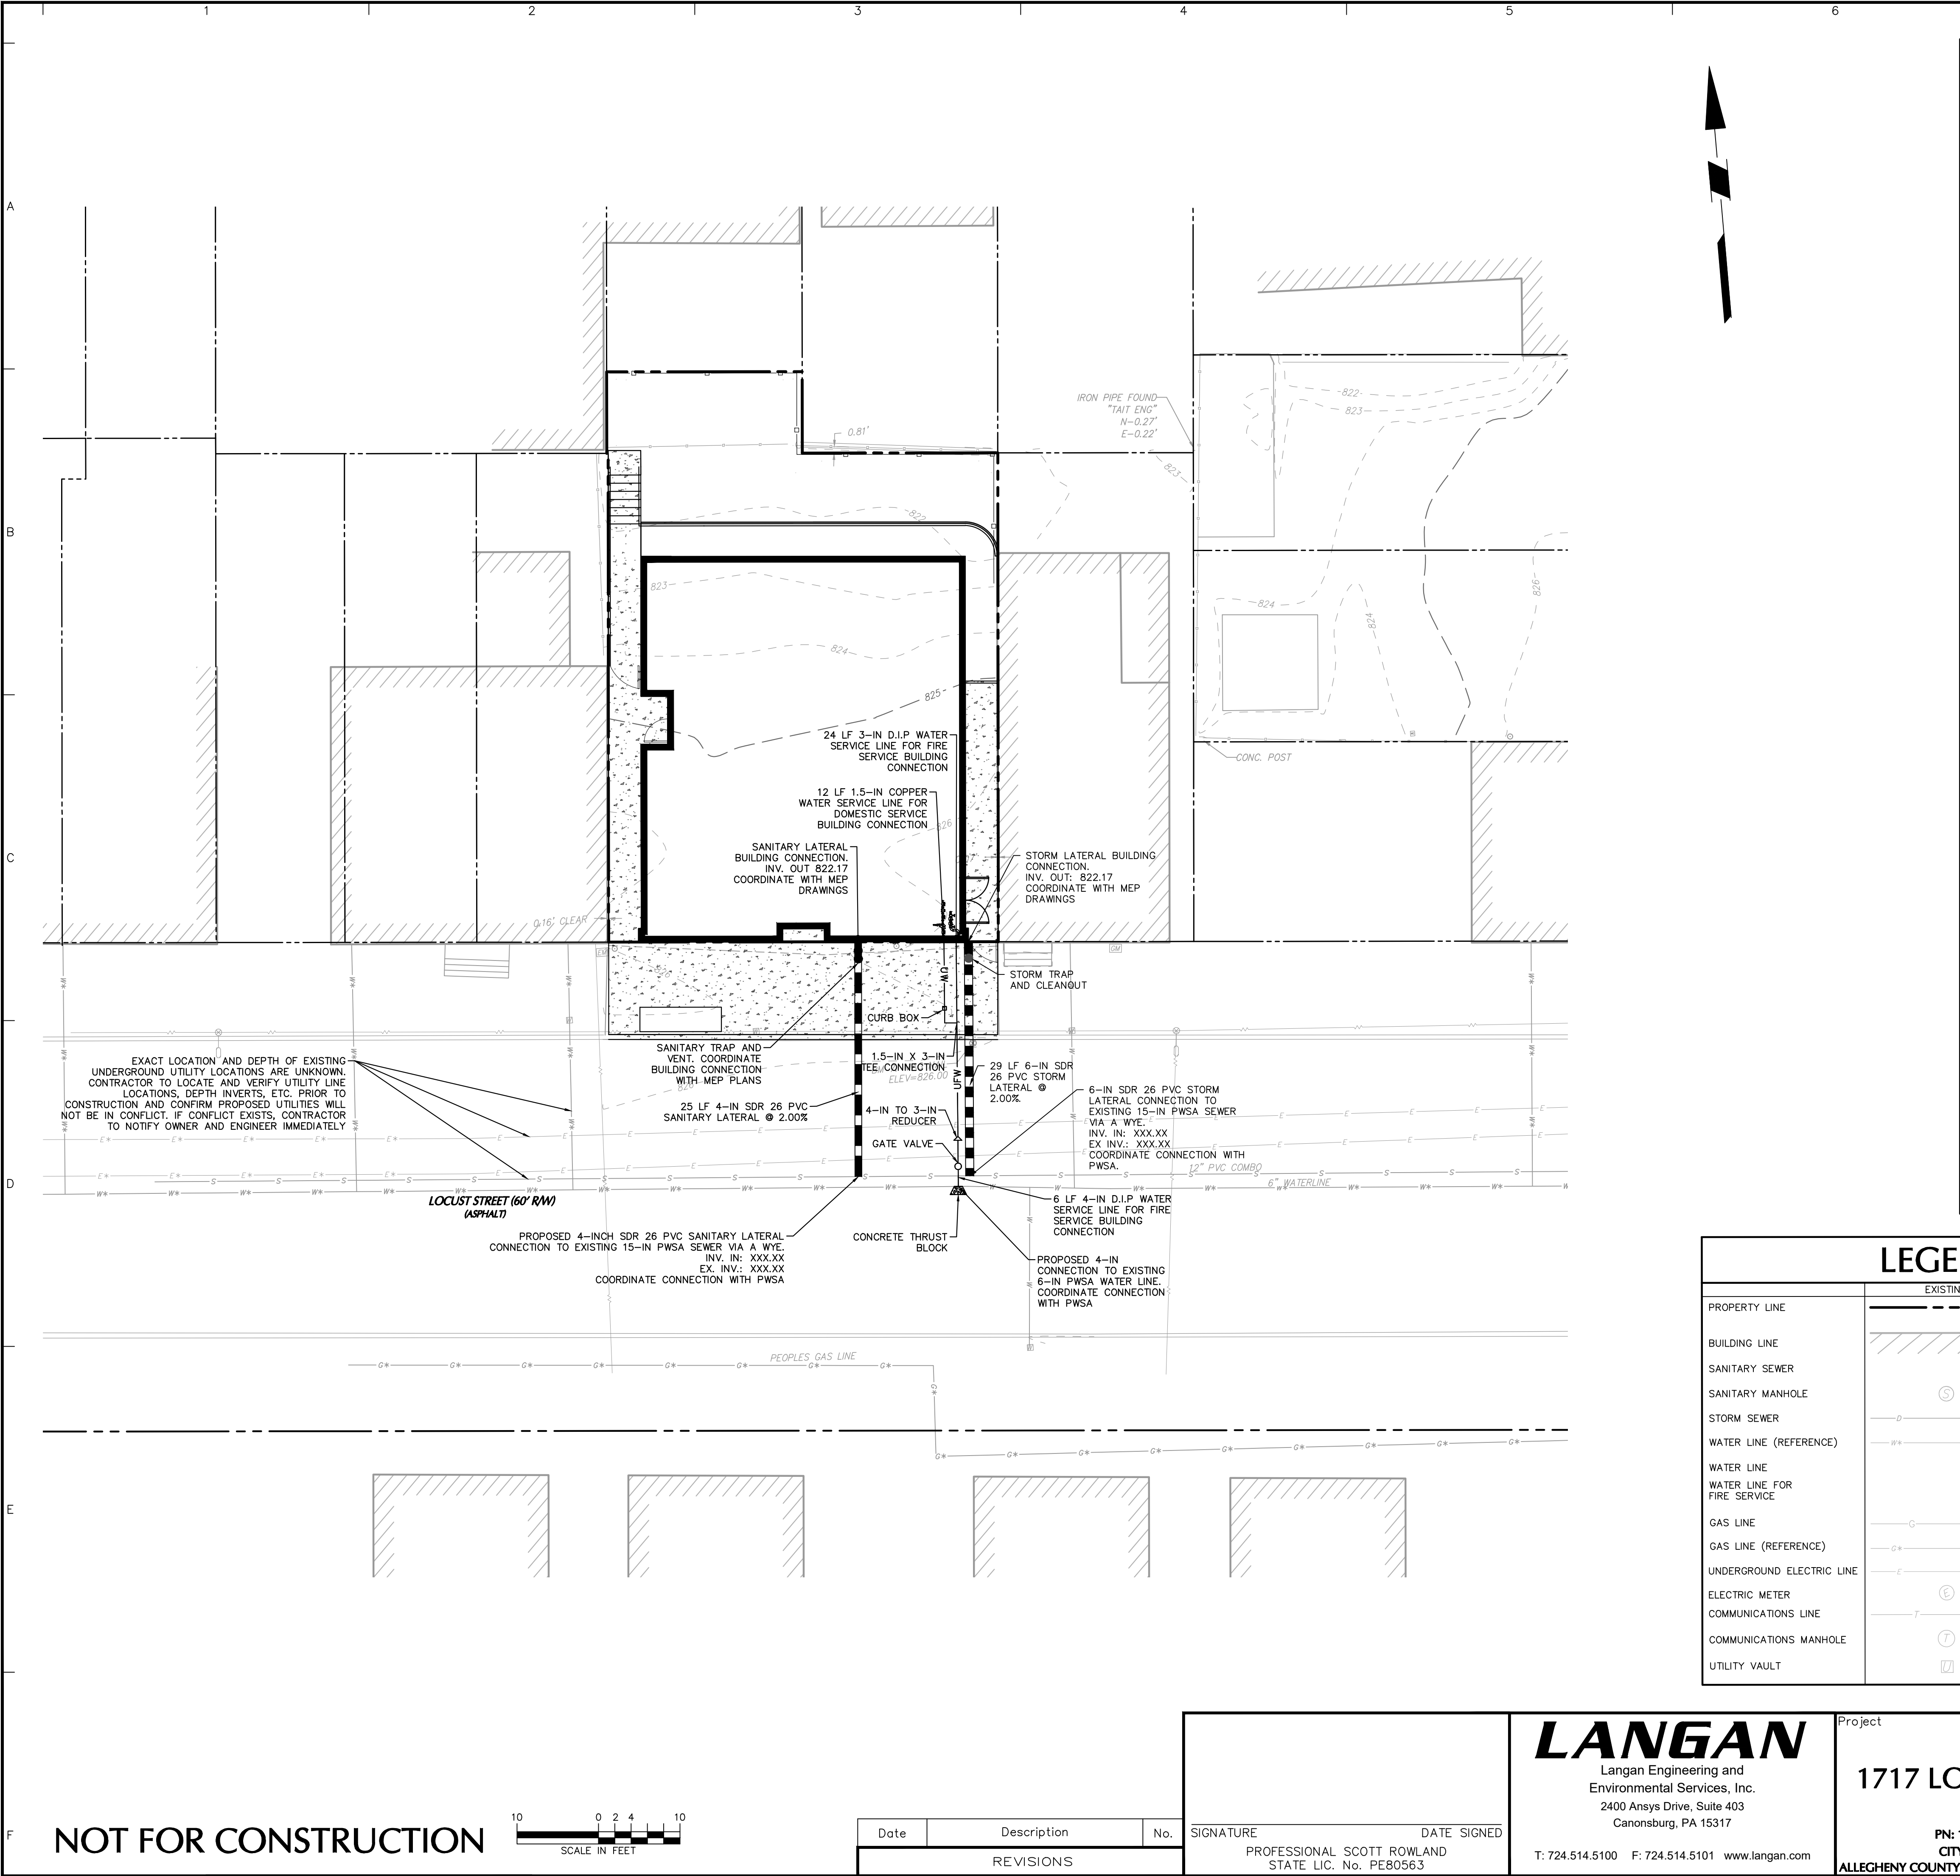 1
2
3
4
5
6
A
B
C
D
E
F
IRON PIPE FOUND
"TAIT ENG"
N-0.27'
E-0.22'
0.81'
822
823
823
822
823
824
824
824
826
825
826
CONC. POST
24 LF 3-IN D.I.P WATER
SERVICE LINE FOR FIRE
SERVICE BUILDING
CONNECTION
12 LF 1.5-IN COPPER
WATER SERVICE LINE FOR
DOMESTIC SERVICE
BUILDING CONNECTION
SANITARY LATERAL
BUILDING CONNECTION.
INV. OUT 822.17
COORDINATE WITH MEP
DRAWINGS
STORM LATERAL BUILDING
CONNECTION.
INV. OUT: 822.17
COORDINATE WITH MEP
DRAWINGS
0.16' CLEAR
GM
826
UW
STORM TRAP
AND CLEANOUT
CURB BOX
EXACT LOCATION AND DEPTH OF EXISTING
UNDERGROUND UTILITY LOCATIONS ARE UNKNOWN.
CONTRACTOR TO LOCATE AND VERIFY UTILITY LINE
LOCATIONS, DEPTH INVERTS, ETC. PRIOR TO
CONSTRUCTION AND CONFIRM PROPOSED UTILITIES WILL
NOT BE IN CONFLICT. IF CONFLICT EXISTS, CONTRACTOR
TO NOTIFY OWNER AND ENGINEER IMMEDIATELY
SANITARY TRAP AND
VENT. COORDINATE
BUILDING CONNECTION
WITH MEP PLANS
826
1.5-IN X 3-IN
TEE CONNECTION
ELEV=826.00
UFW
29 LF 6-IN SDR
26 PVC STORM
LATERAL @
2.00%.
25 LF 4-IN SDR 26 PVC
SANITARY LATERAL @ 2.00%
4-IN TO 3-IN
REDUCER
GATE VALVE
6-IN SDR 26 PVC STORM
LATERAL CONNECTION TO
EXISTING 15-IN PWSA SEWER
VIA A WYE.
INV. IN: XXX.XX
EX INV.: XXX.XX
COORDINATE CONNECTION WITH
PWSA.
12" PVC COMBO
6" WATERLINE
LOCUST STREET (60' R/W)
(ASPHALT)
6 LF 4-IN D.I.P WATER
SERVICE LINE FOR FIRE
SERVICE BUILDING
CONNECTION
PROPOSED 4-INCH SDR 26 PVC SANITARY LATERAL
CONNECTION TO EXISTING 15-IN PWSA SEWER VIA A WYE.
INV. IN: XXX.XX
EX. INV.: XXX.XX
COORDINATE CONNECTION WITH PWSA
CONCRETE THRUST
BLOCK
PROPOSED 4-IN
CONNECTION TO EXISTING
6-IN PWSA WATER LINE.
COORDINATE CONNECTION
WITH PWSA
PEOPLES GAS LINE
LEGE
EXISTIN
PROPERTY LINE
BUILDING LINE
SANITARY SEWER
SANITARY MANHOLE S
STORM SEWER D
WATER LINE (REFERENCE) W*
WATER LINE
WATER LINE FOR
FIRE SERVICE
GAS LINE G
GAS LINE (REFERENCE) G*
UNDERGROUND ELECTRIC LINE E
ELECTRIC METER E
COMMUNICATIONS LINE T
COMMUNICATIONS MANHOLE T
UTILITY VAULT U
NOT FOR CONSTRUCTION
10 0 2 4 10
SCALE IN FEET
Date Description No.
REVISIONS
SIGNATURE DATE SIGNED
PROFESSIONAL SCOTT ROWLAND
STATE LIC. No. PE80563
LANGAN
Langan Engineering and
Environmental Services, Inc.
2400 Ansys Drive, Suite 403
Canonsburg, PA 15317
T: 724.514.5100 F: 724.514.5101 www.langan.com
Project
1717 LO
PN: 1
CIT
ALLEGHENY COUNT